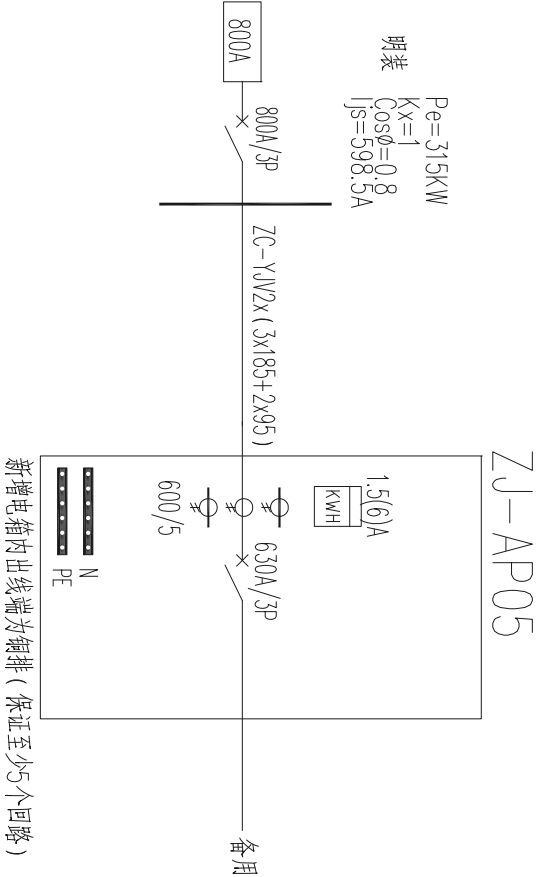 ZJ-AP05
明装
Pe=315KW
Kx=1
CosØ=0.8
Ijs=598.5A
800A
800A/3P
ZC-YJV2x(3x185+2x95)
1.5(6)A
KWH
600/5
630A/3P
N
PE
备用
新增电箱内出线端为铜排(保证至少5个回路)